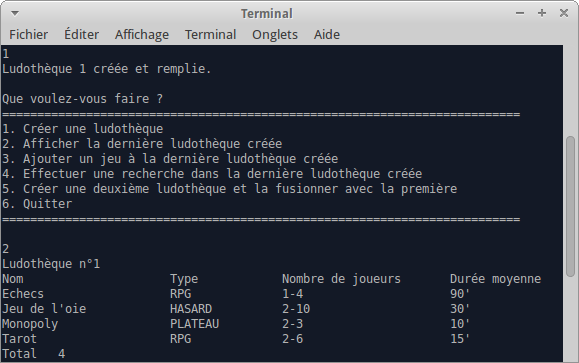 Terminal
Fichier Éditer Affichage Terminal Onglets Aide
1
Ludothèque 1 créée et remplie.
Que voulez-vous faire ?
==========================================================================
1. Créer une ludothèque
2. Afficher la dernière ludothèque créée
3. Ajouter un jeu à la dernière ludothèque créée
4. Effectuer une recherche dans la dernière ludothèque créée
5. Créer une deuxième ludothèque et la fusionner avec la première
6. Quitter
==========================================================================
2
Ludothèque n°1
Nom Type Nombre de joueurs Durée moyenne
Echecs RPG 1-4 90'
Jeu de l'oie HASARD 2-10 30'
Monopoly PLATEAU 2-3 10'
Tarot RPG 2-6 15'
Total 4